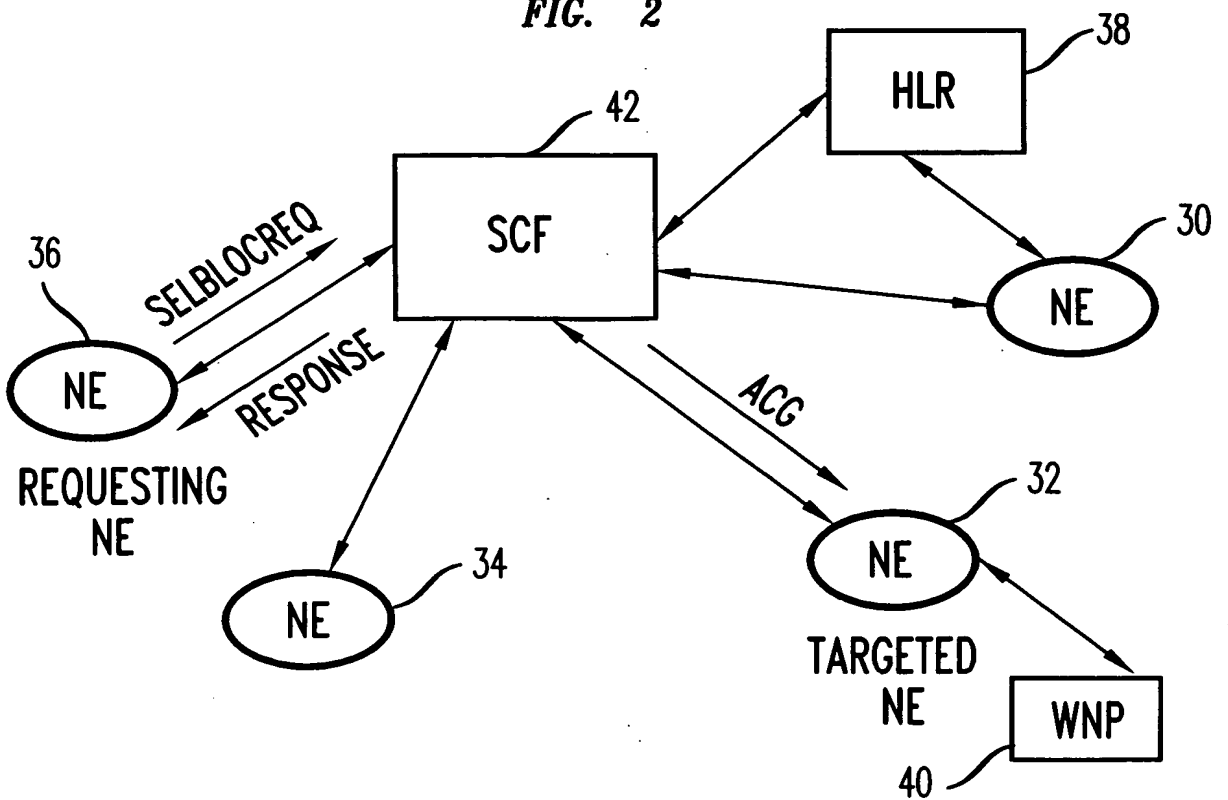 FIG. 2
38
HLR
42
SCF
30
NE
36
SELBLOCREQ
NE
RESPONSE
REQUESTING
NE
ACG
32
NE
34
NE
TARGETED
NE
WNP
40